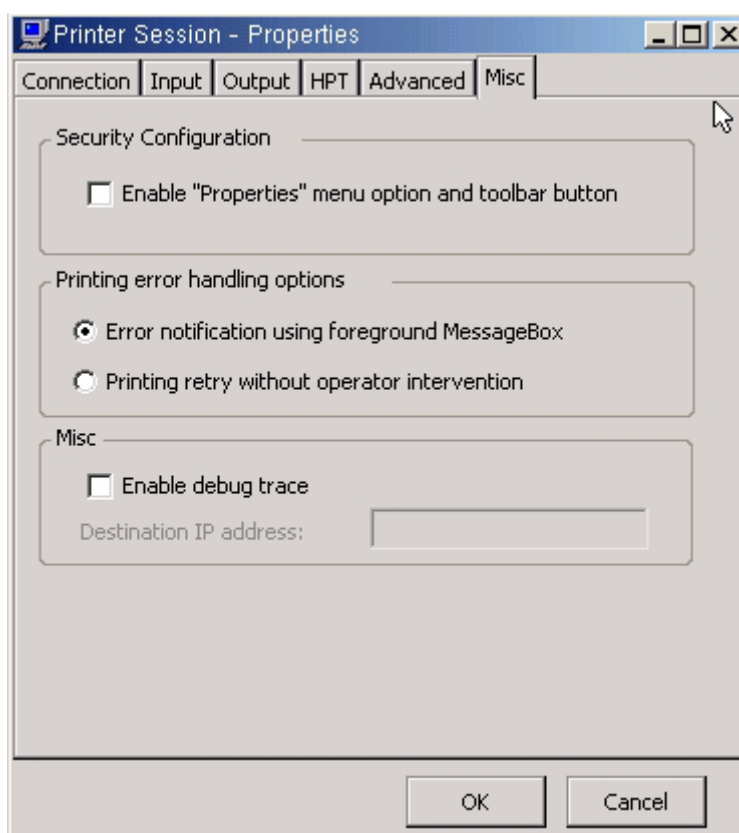 Printer Session - Properties
Connection Input Output HPT Advanced Misc
Security Configuration
Enable "Properties" menu option and toolbar button
Printing error handling options
Error notification using foreground MessageBox
Printing retry without operator intervention
Misc
Enable debug trace
Destination IP address:
OK Cancel